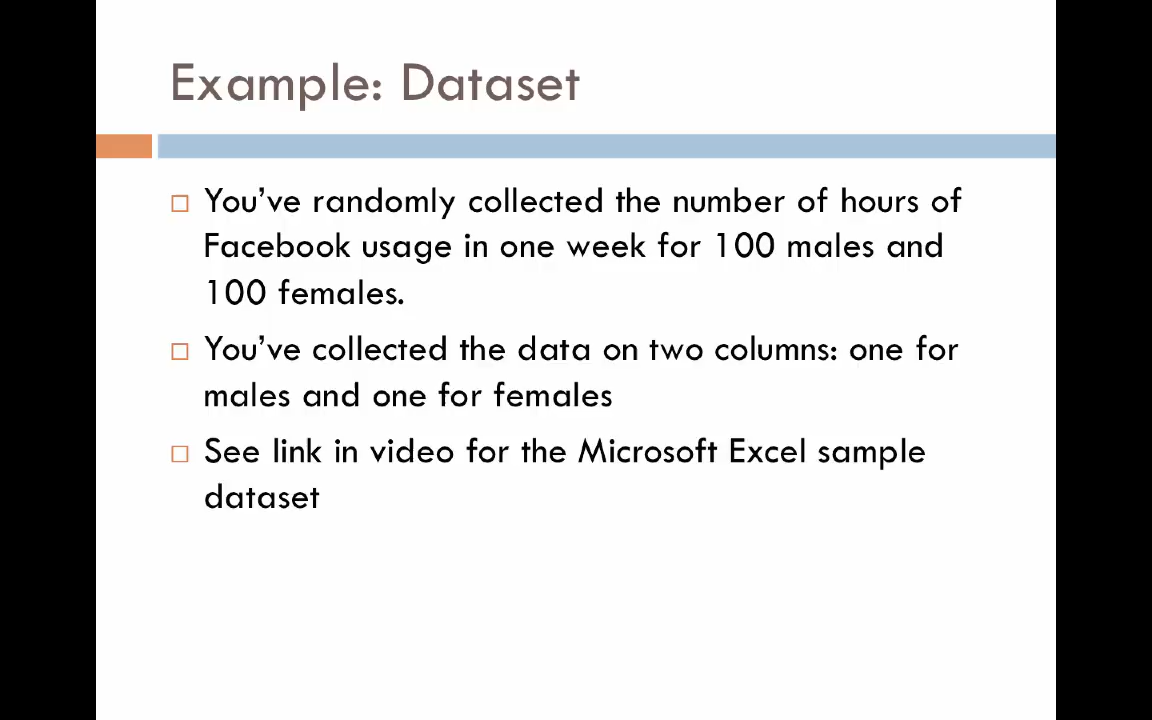 Example: Dataset
You’ve randomly collected the number of hours of
Facebook usage in one week for 100 males and
100 females.
You’ve collected the data on two columns: one for
males and one for females
See link in video for the Microsoft Excel sample
dataset